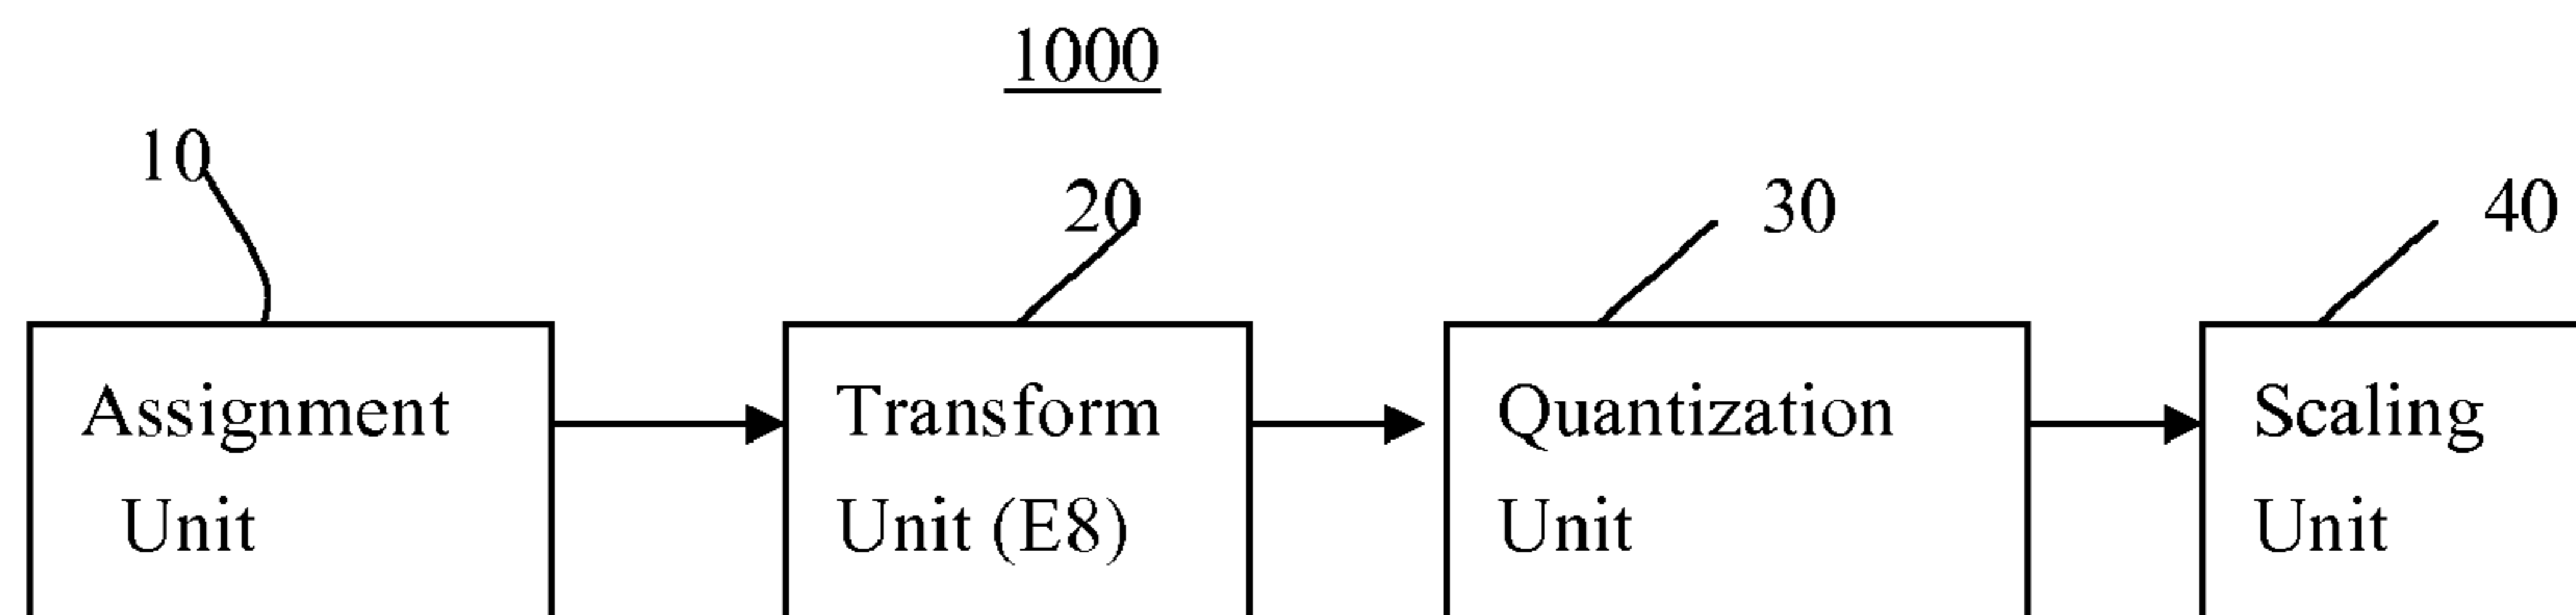 1000
10
20
30
40
Assignment
Unit
Transform
Unit (E8)
Quantization
Unit
Scaling
Unit